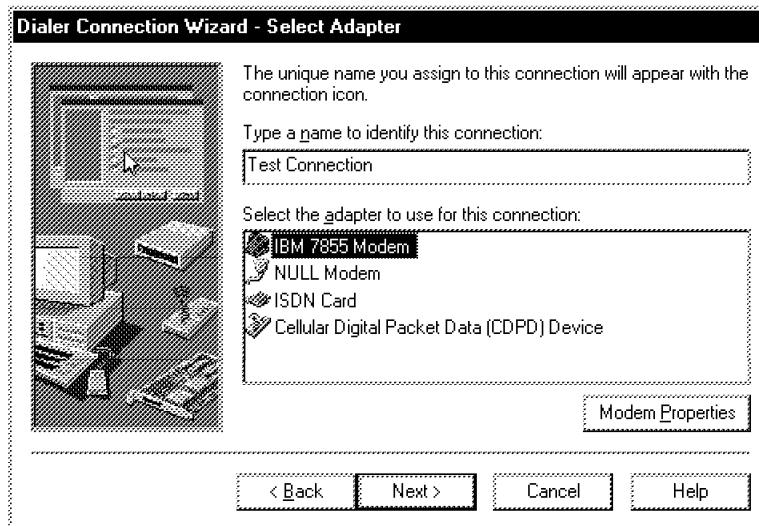 Dialer Connection Wizard - Select Adapter
The unique name you assign to this connection will appear with the
connection icon.
Type a name to identify this connection:
Test Connection
Select the adapter to use for this connection:
IBM 7855 Modem
NULL Modem
ISDN Card
Cellular Digital Packet Data (CDPD) Device
Modem Properties
< Back
Next >
Cancel
Help